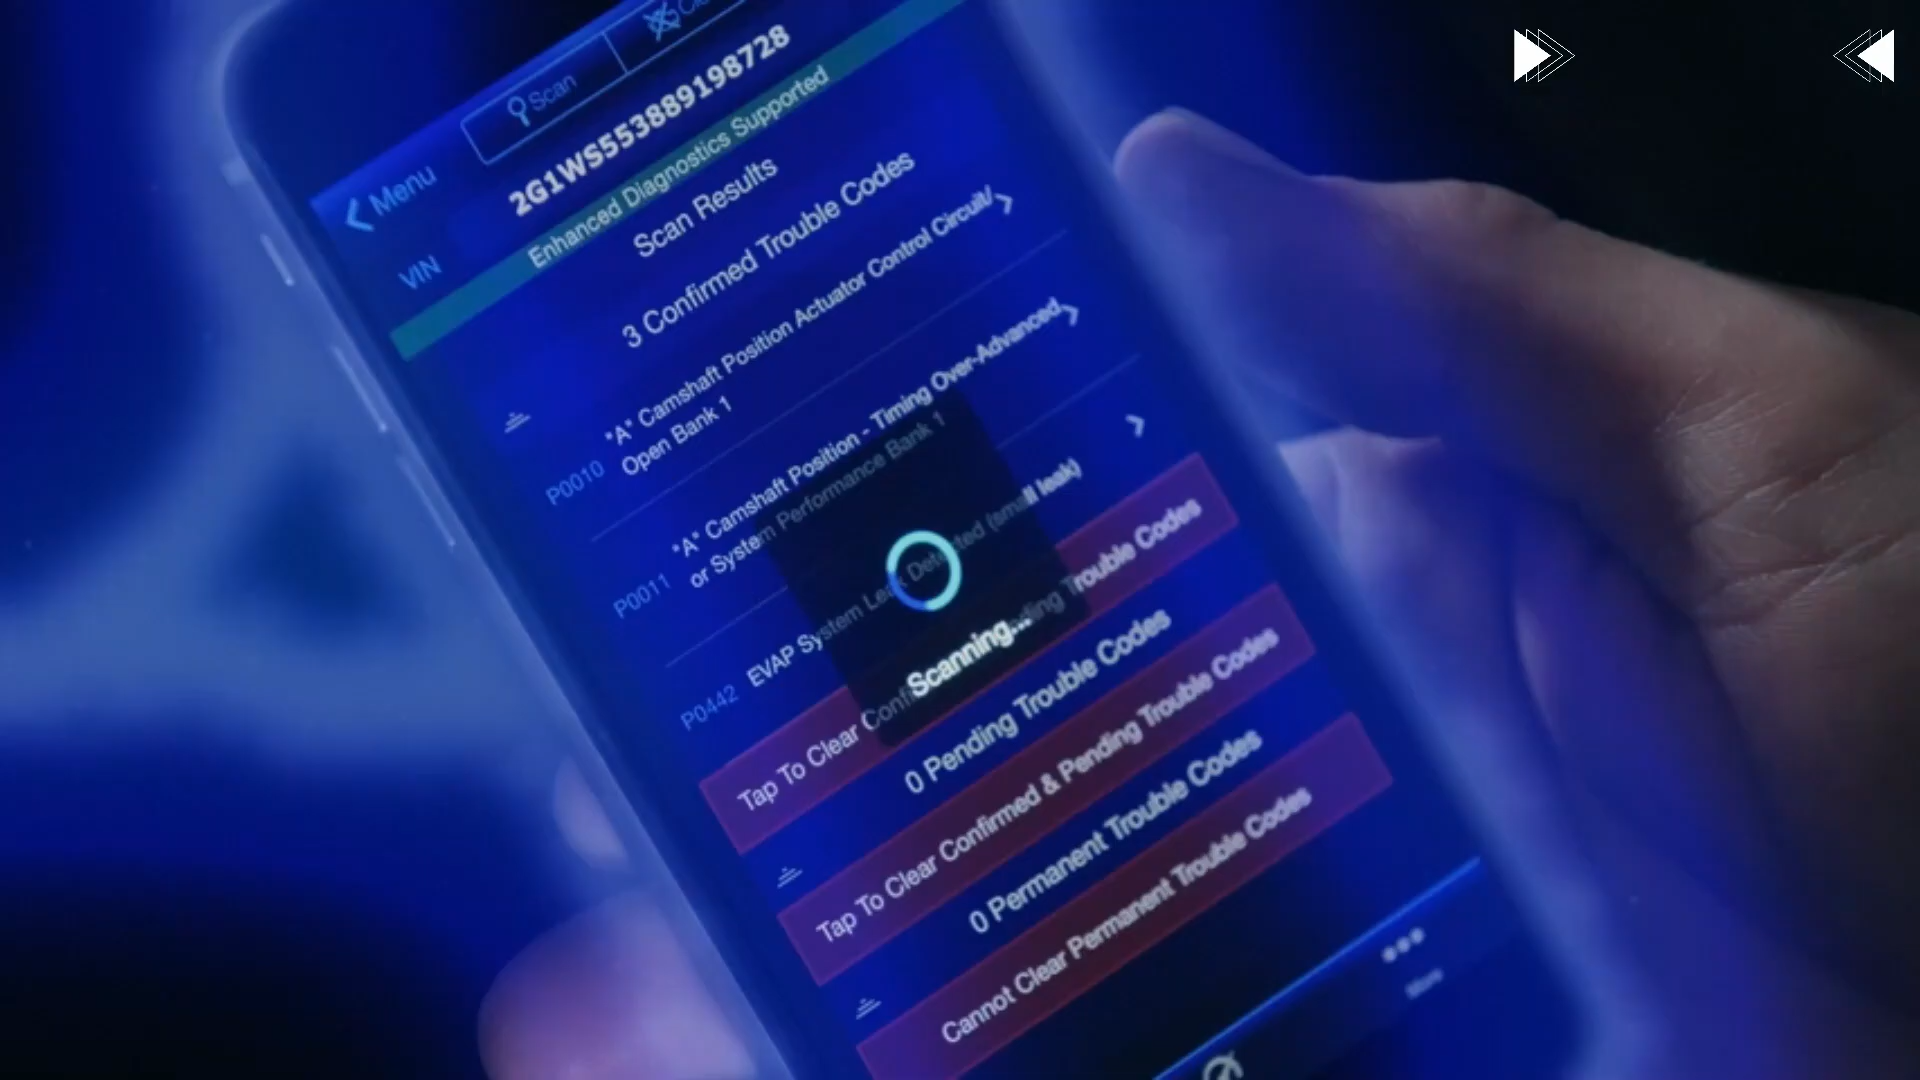 Scan
Menu
VIN
2G1WS553889198728
Enhanced Diagnostics Supported
Scan Results
3 Confirmed Trouble Codes
P0010
"A" Camshaft Position Actuator Control Circuit/
Open Bank 1
P0011
"A" Camshaft Position - Timing Over-Advanced
or System Performance Bank 1
P0442
EVAP System Leak Detected (small leak)
Scanning...
Tap To Clear Confirmed & Pending Trouble Codes
0 Pending Trouble Codes
Tap To Clear Confirmed & Pending Trouble Codes
0 Permanent Trouble Codes
Cannot Clear Permanent Trouble Codes
More